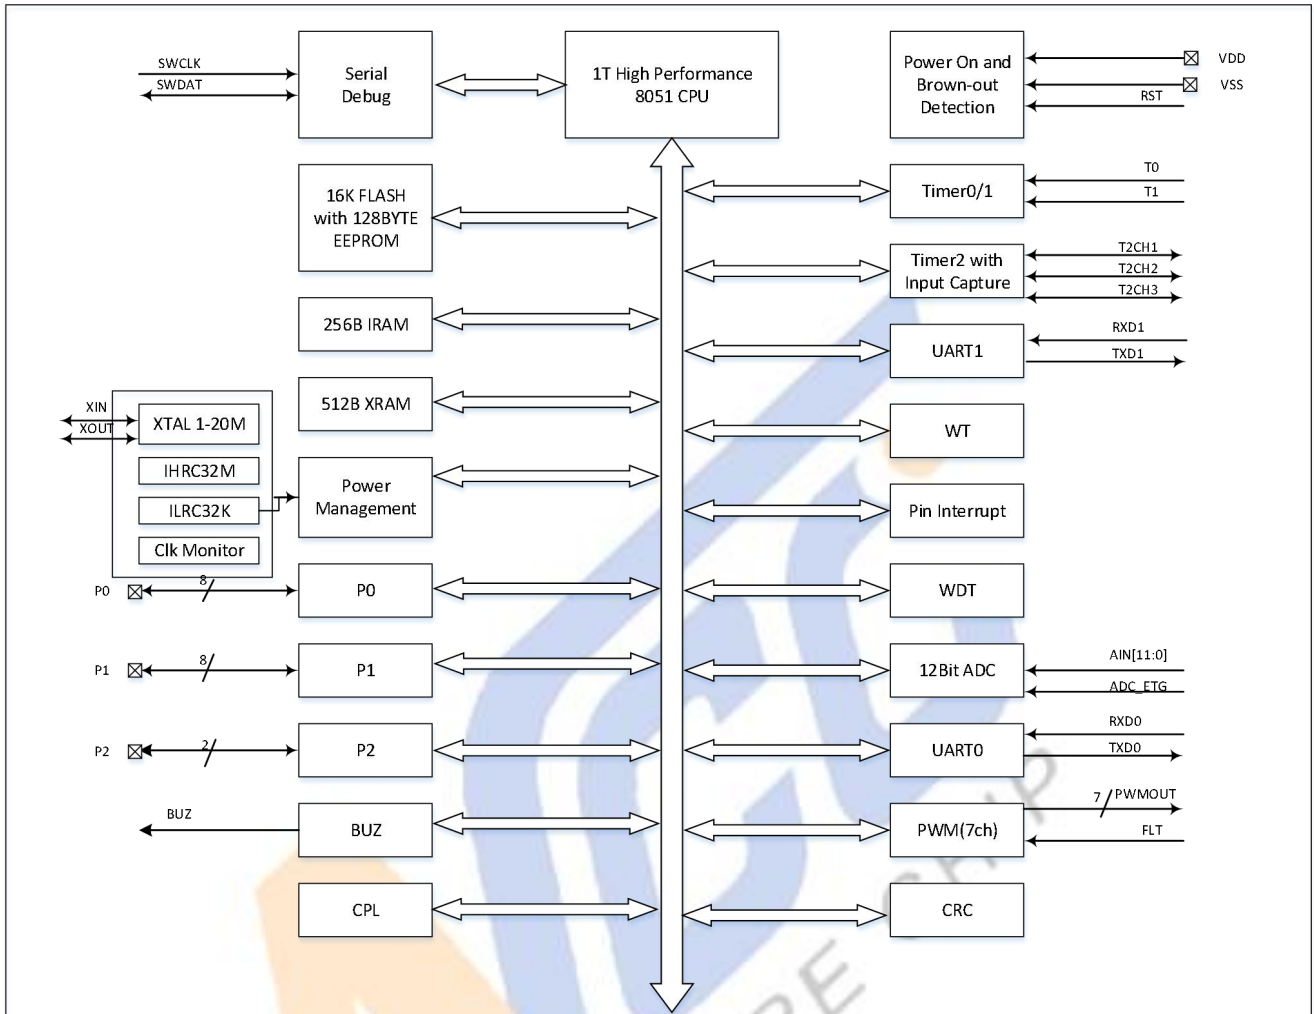 SWCLK
SWDAT
Serial
Debug
1T High Performance
8051 CPU
Power On and
Brown-out
Detection
VDD
VSS
RST
16K FLASH
with 128BYTE
EEPROM
Timer0/1
T0
T1
Timer2 with
Input Capture
T2CH1
T2CH2
T2CH3
256B IRAM
UART1
RXD1
TXD1
512B XRAM
WT
XIN
XOUT
XTAL 1-20M
IHRC32M
ILRC32K
Clk Monitor
Power
Management
Pin Interrupt
P0
8
P0
WDT
P1
8
P1
12Bit ADC
AIN[11:0]
ADC_ETG
P2
2
P2
UART0
RXD0
TXD0
BUZ
BUZ
PWM(7ch)
7
PWMOUT
FLT
CPL
CRC
RE CHIP